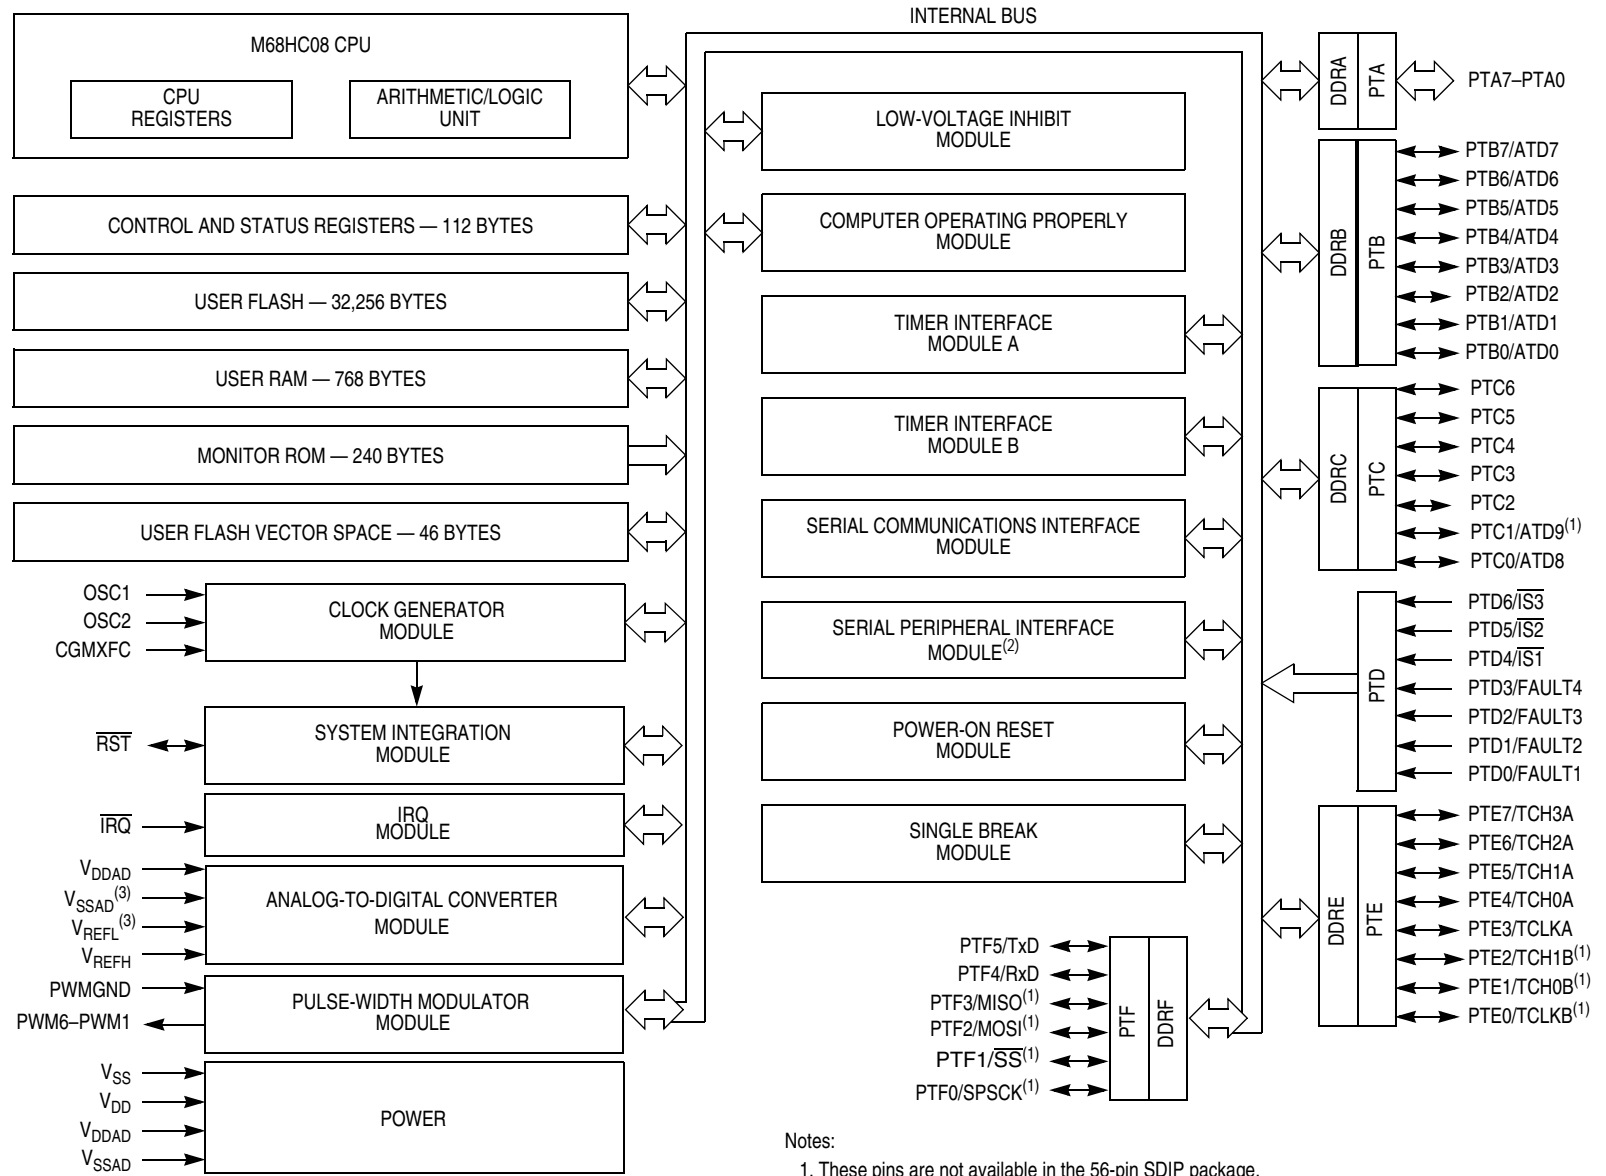 INTERNAL BUS
M68HC08 CPU
CPU
REGISTERS
ARITHMETIC/LOGIC
UNIT
CONTROL AND STATUS REGISTERS — 112 BYTES
USER FLASH — 32,256 BYTES
USER RAM — 768 BYTES
MONITOR ROM — 240 BYTES
USER FLASH VECTOR SPACE — 46 BYTES
OSC1
OSC2
CGMXFC
CLOCK GENERATOR
MODULE
R̅S̅T̅
SYSTEM INTEGRATION
MODULE
I̅R̅Q̅
IRQ
MODULE
VDDAD
VSSAD(3)
VREFL(3)
VREFH
ANALOG-TO-DIGITAL CONVERTER
MODULE
PWMGND
PWM6–PWM1
PULSE-WIDTH MODULATOR
MODULE
VSS
VDD
VDDAD
VSSAD
POWER
LOW-VOLTAGE INHIBIT
MODULE
COMPUTER OPERATING PROPERLY
MODULE
TIMER INTERFACE
MODULE A
TIMER INTERFACE
MODULE B
SERIAL COMMUNICATIONS INTERFACE
MODULE
SERIAL PERIPHERAL INTERFACE
MODULE(2)
POWER-ON RESET
MODULE
SINGLE BREAK
MODULE
PTF5/TxD
PTF4/RxD
PTF3/MISO(1)
PTF2/MOSI(1)
PTF1/S̅S̅(1)
PTF0/SPSCK(1)
PTF
DDRF
DDRA
PTA
PTA7–PTA0
DDRB
PTB
PTB7/ATD7
PTB6/ATD6
PTB5/ATD5
PTB4/ATD4
PTB3/ATD3
PTB2/ATD2
PTB1/ATD1
PTB0/ATD0
DDRC
PTC
PTC6
PTC5
PTC4
PTC3
PTC2
PTC1/ATD9(1)
PTC0/ATD8
PTD
PTD6/I̅S̅3̅
PTD5/I̅S̅2̅
PTD4/I̅S̅1̅
PTD3/FAULT4
PTD2/FAULT3
PTD1/FAULT2
PTD0/FAULT1
DDRE
PTE
PTE7/TCH3A
PTE6/TCH2A
PTE5/TCH1A
PTE4/TCH0A
PTE3/TCLKA
PTE2/TCH1B(1)
PTE1/TCH0B(1)
PTE0/TCLKB(1)
Notes:
1. These pins are not available in the 56-pin SDIP package.